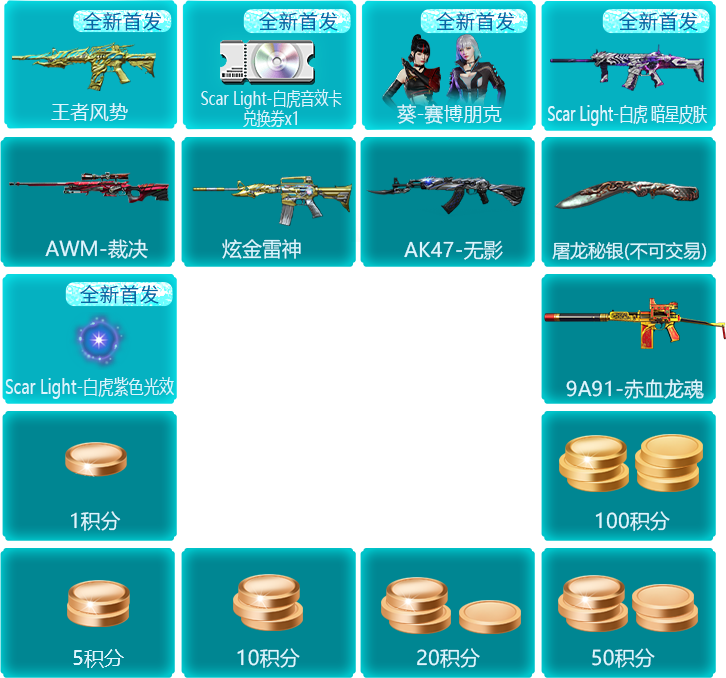 全新首发
王者风势
全新首发
Scar Light-白虎音效卡
兑换券x1
全新首发
葵-赛博朋克
全新首发
Scar Light-白虎 暗星皮肤
AWM-裁决
炫金雷神
AK47-无影
屠龙秘银(不可交易)
全新首发
Scar Light-白虎紫色光效
9A91-赤血龙魂
1积分
100积分
5积分
10积分
20积分
50积分